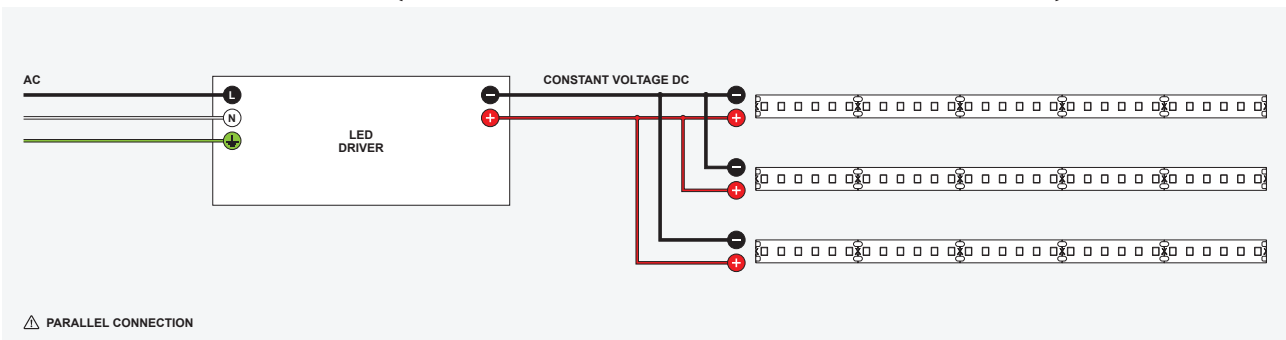 AC
CONSTANT VOLTAGE DC
L
N
LED
DRIVER
PARALLEL CONNECTION